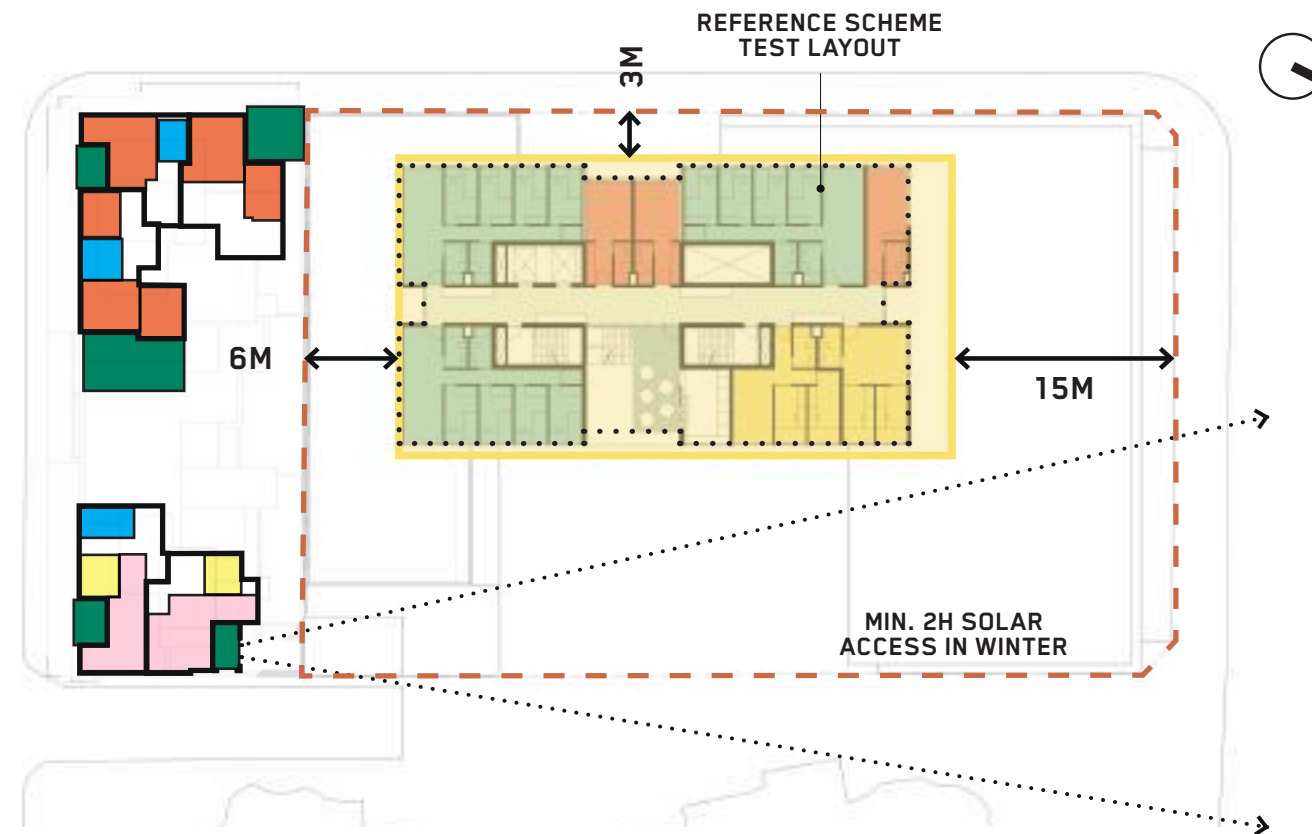 REFERENCE SCHEME
TEST LAYOUT
3M
6M
15M
MIN. 2H SOLAR
ACCESS IN WINTER